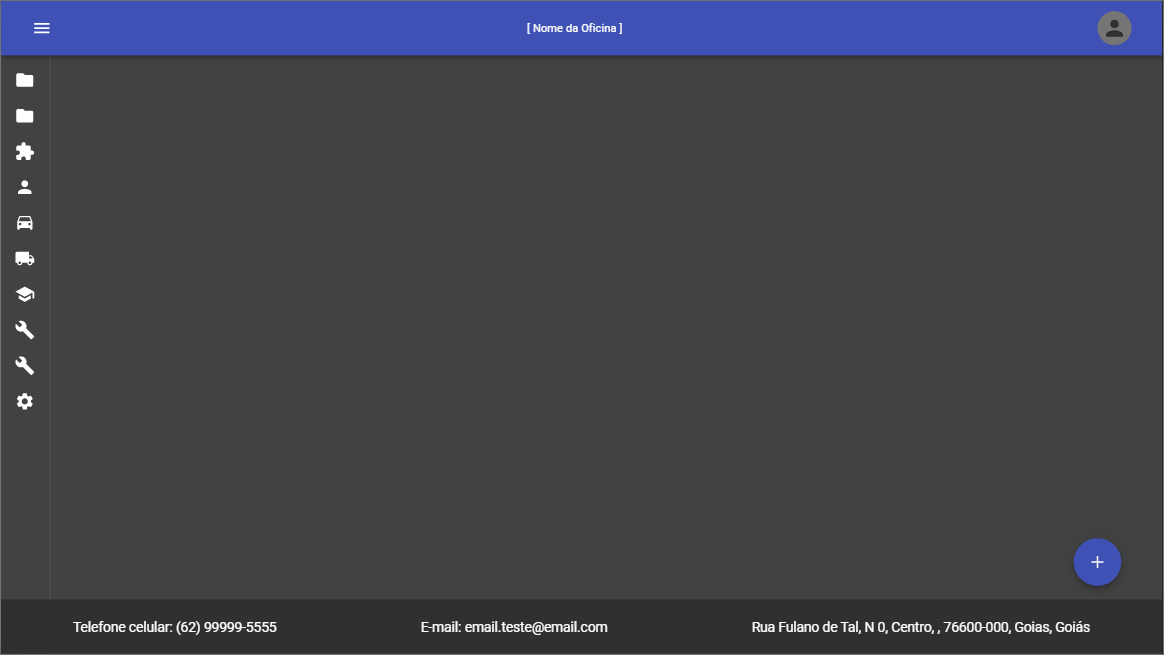 [ Nome da Oficina ]
Telefone celular: (62) 99999-5555 E-mail: email.teste@email.com Rua Fulano de Tal, N 0, Centro, , 76600-000, Goias, Goiás